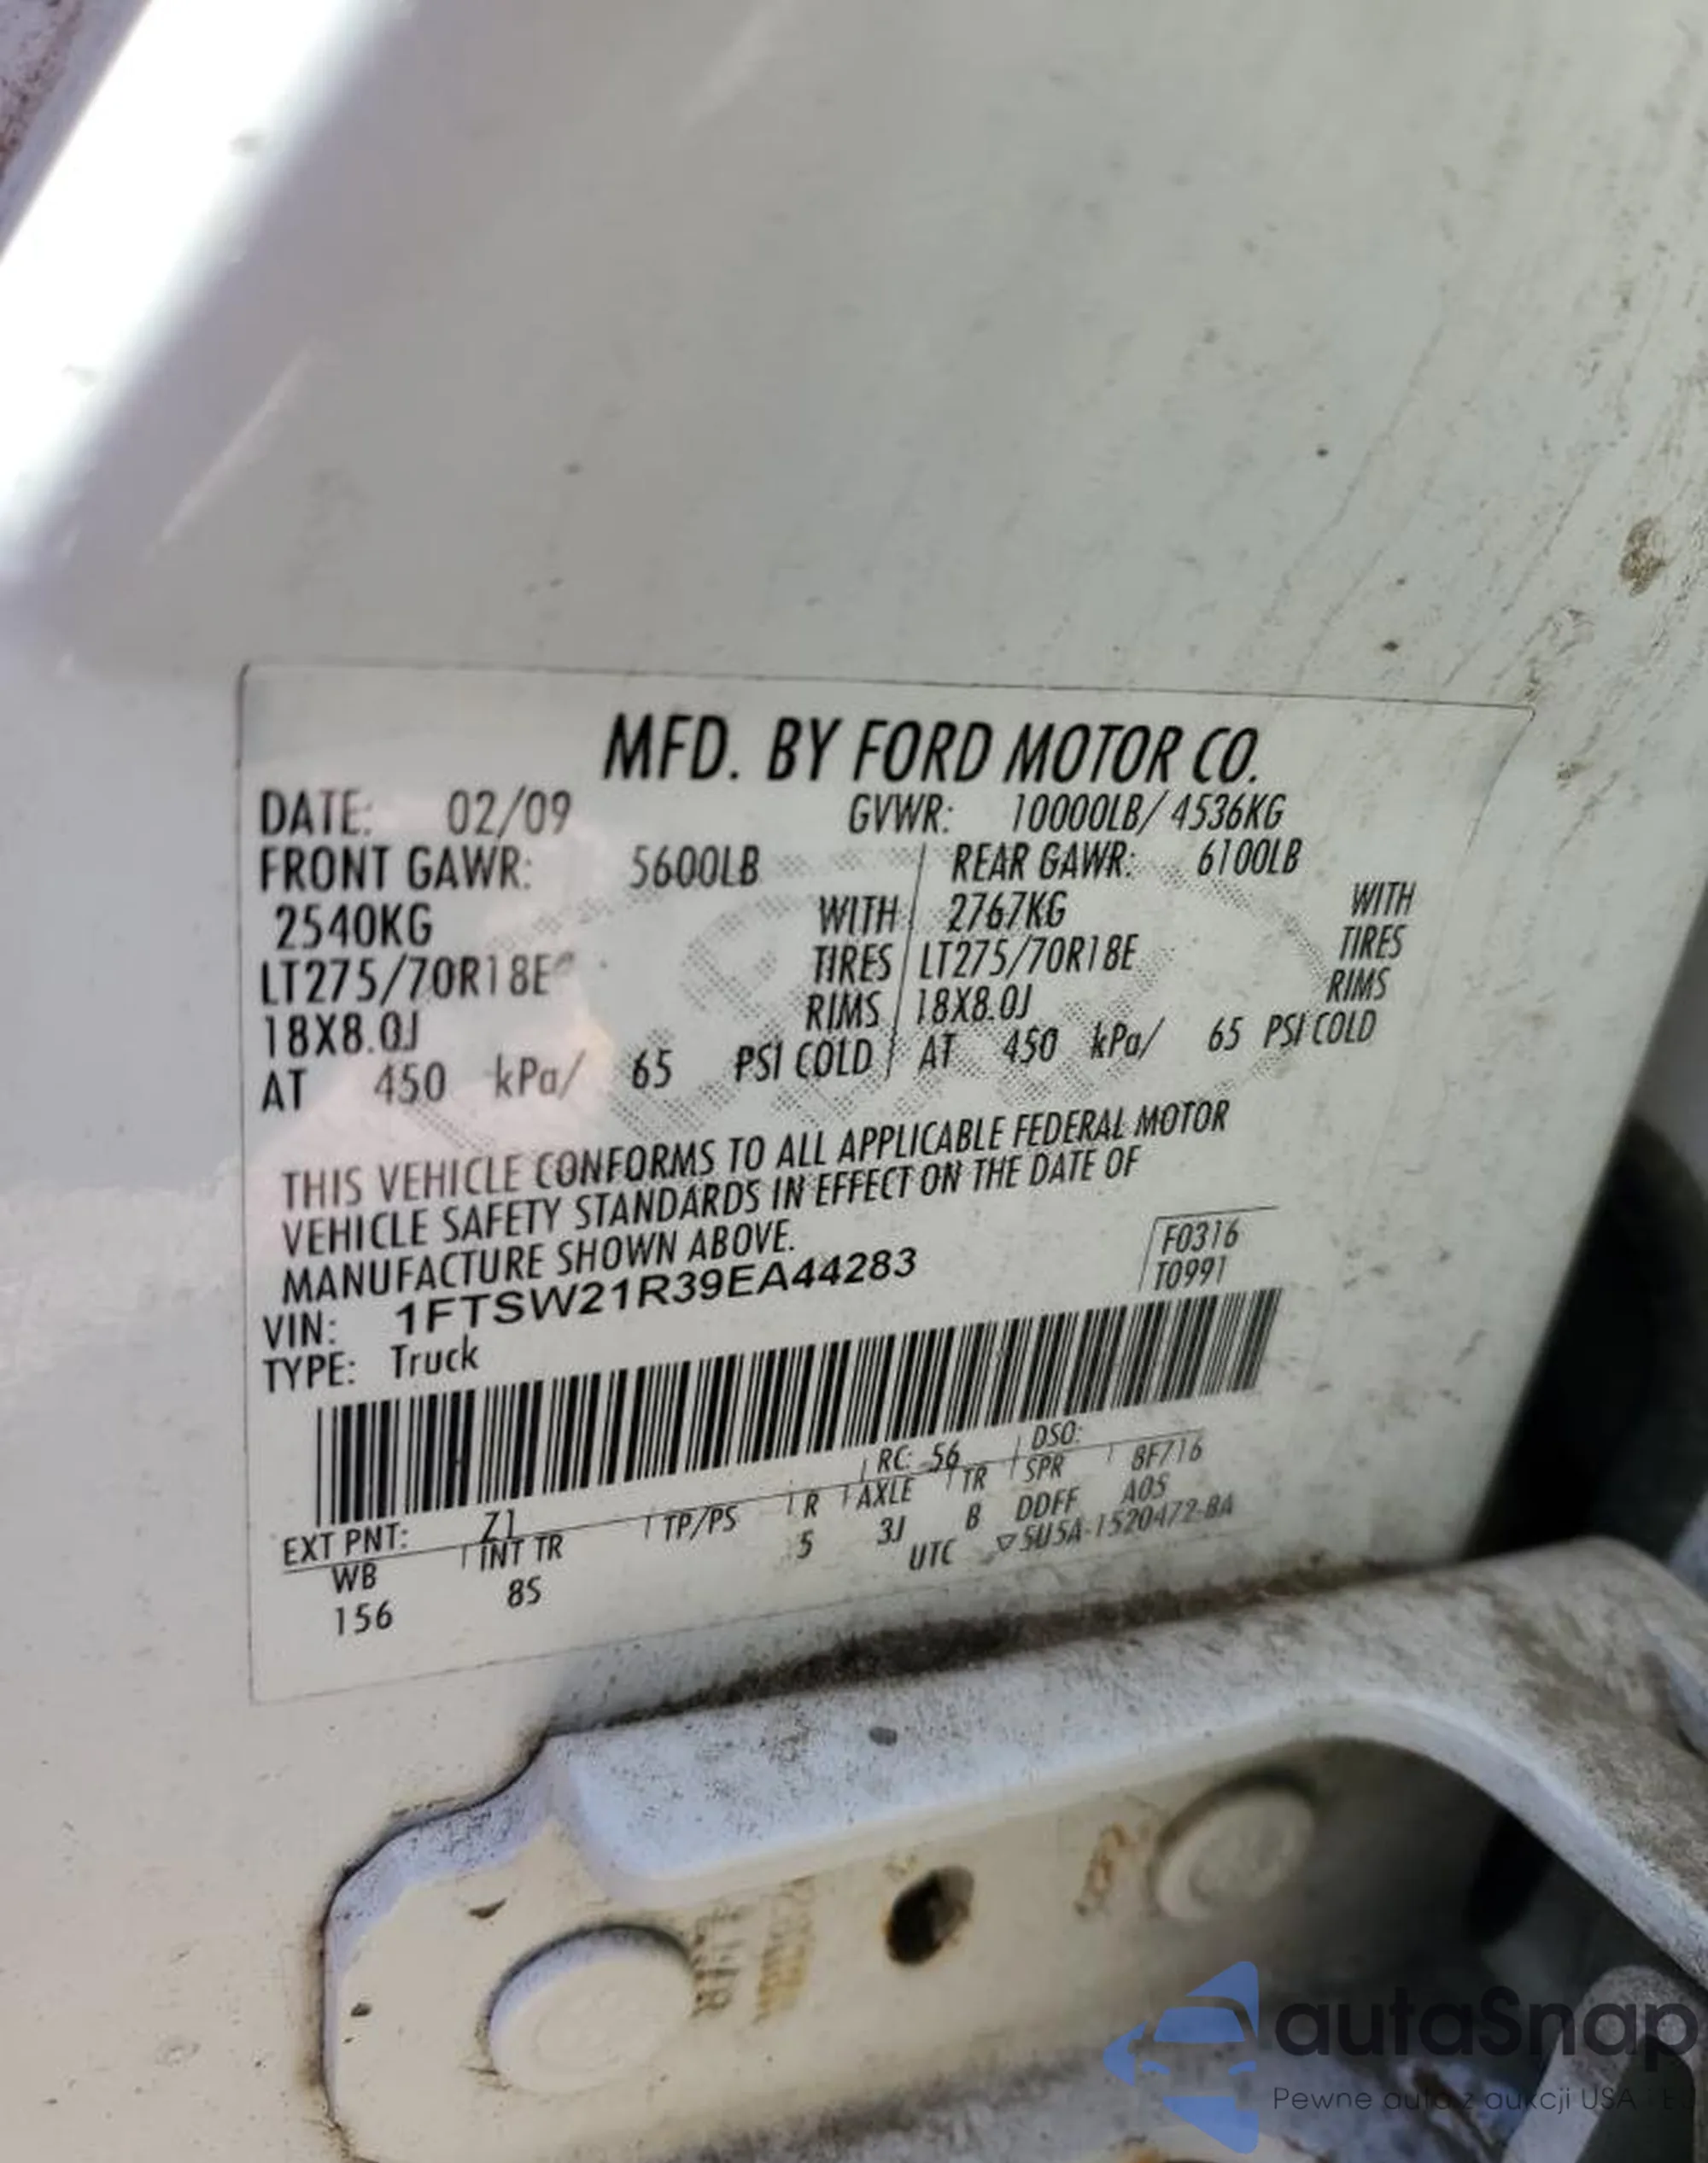 MFD. BY FORD MOTOR CO.
DATE: 02/09 GVWR: 10000LB/ 4536KG
FRONT GAWR: 5600LB REAR GAWR: 6100LB
2540KG WITH 2767KG WITH
LT275/70R18E TIRES LT275/70R18E TIRES
18X8.0J RIMS 18X8.0J RIMS
AT 450 kPa/ 65 PSI COLD AT 450 kPa/ 65 PSI COLD
THIS VEHICLE CONFORMS TO ALL APPLICABLE FEDERAL MOTOR
VEHICLE SAFETY STANDARDS IN EFFECT ON THE DATE OF
MANUFACTURE SHOWN ABOVE.
F0316
T0991
VIN: 1FTSW21R39EA44283
TYPE: Truck
EXT PNT: Z1 RC: 56 DSO:
WB INT TR TP/PS R AXLE TR SPR 8F716
156 8S 5 3J B DDFF A05
UTC ▽5U5A-1520472-BA
autaSnap
Pewne auta z aukcji USA i E